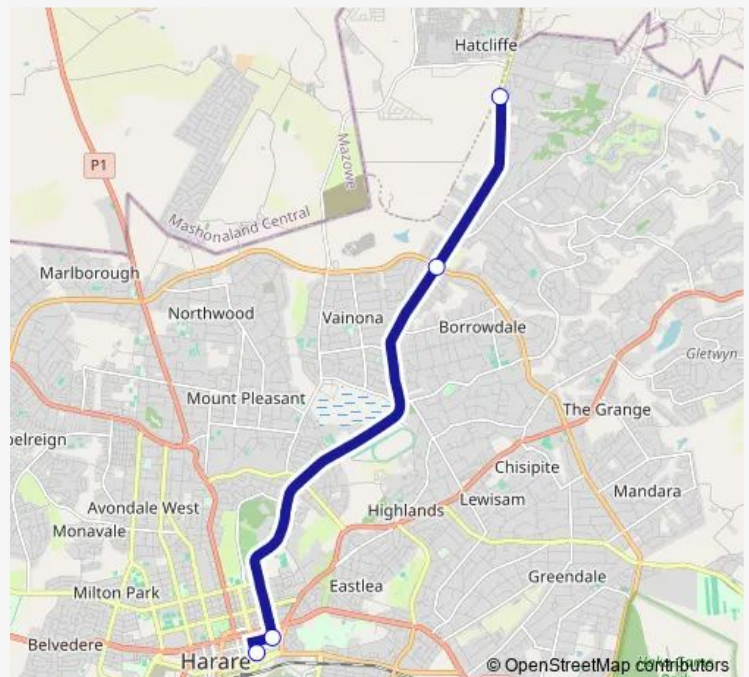 Hatcliffe
P1
Mazowe
Mashonaland Central
Marlborough
Northwood
Vainona
Borrowdale
Gletwyn
Mount Pleasant
The Grange
pelreign
Chisipite
Mandara
Lewisam
Avondale West
Highlands
Monavale
Eastlea
Greendale
Milton Park
Belvedere
Harare
© OpenStreetMap contributors